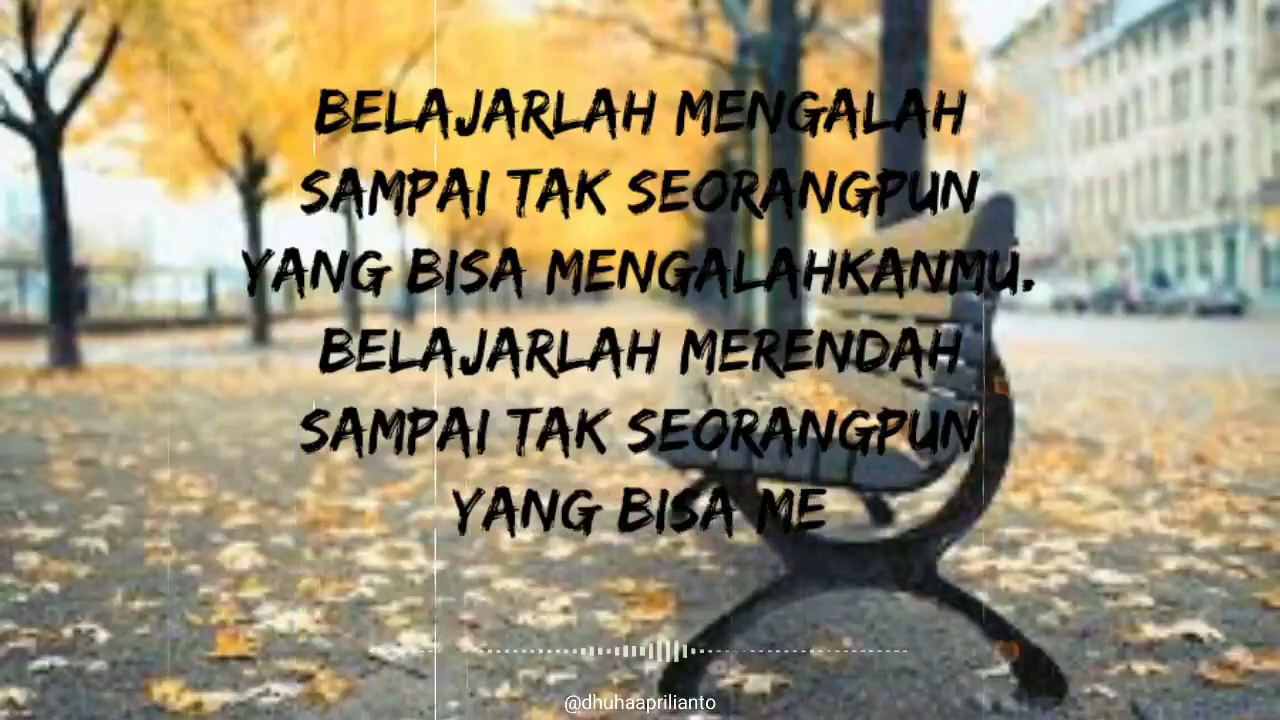 BELAJARLAH MENGALAH
SAMPAI TAK SEORANGPUN
YANG BISA MENGALAHKANMU.
BELAJARLAH MERENDAH
SAMPAI TAK SEORANGPUN
YANG BISA ME
@dhuhaaprilianto